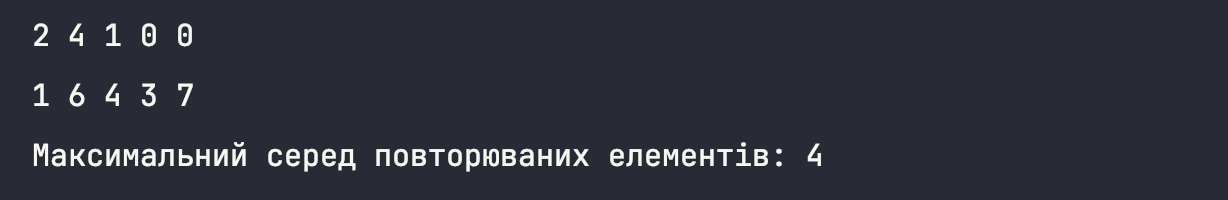 2 4 1 0 0
1 6 4 3 7
Максимальний серед повторюваних елементів: 4